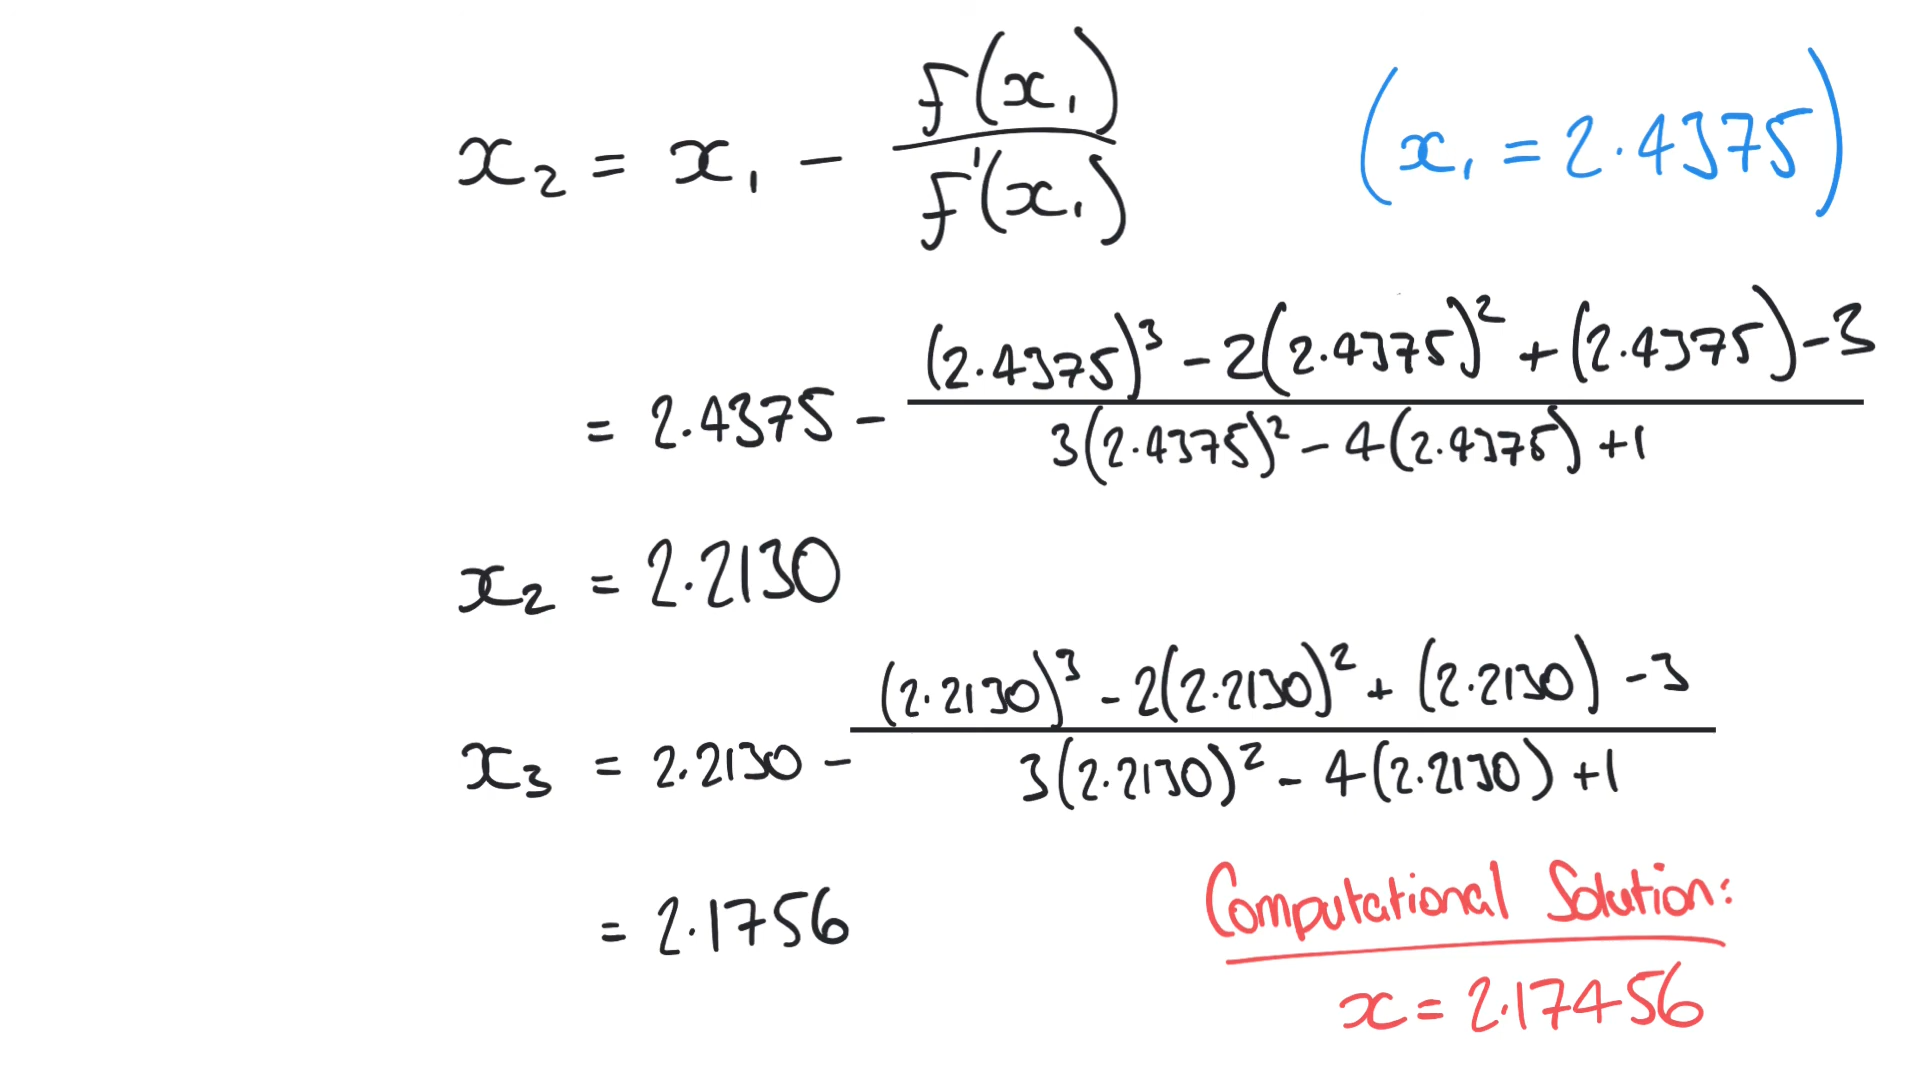 x₂ = x₁ − f(x₁) / f'(x₁) (x₁ = 2.4375)
= 2.4375 − ((2.4375)³ − 2(2.4375)² + (2.4375) − 3) / (3(2.4375)² − 4(2.4375) + 1)
x₂ = 2.2130
x₃ = 2.2130 − ((2.2130)³ − 2(2.2130)² + (2.2130) − 3) / (3(2.2130)² − 4(2.2130) + 1)
= 2.1756
Computational Solution:
x = 2.17456